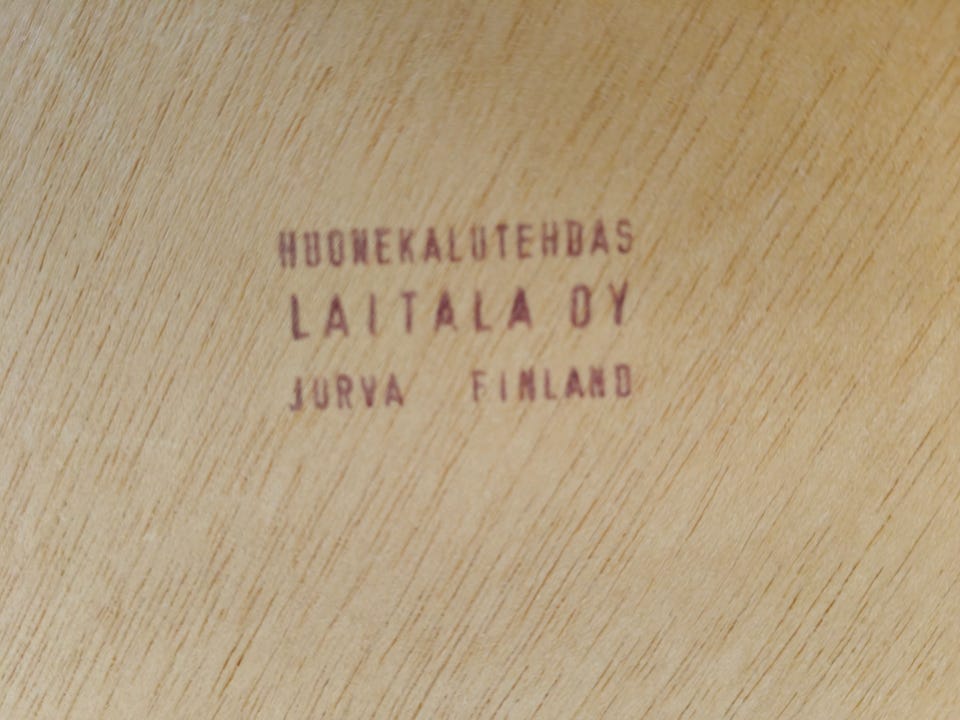 HUONEKALUTEHDAS
LAITALA OY
JURVA FINLAND